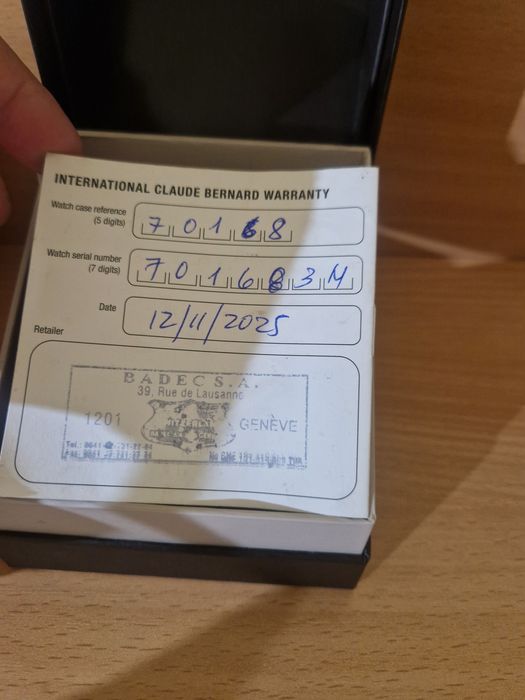 INTERNATIONAL CLAUDE BERNARD WARRANTY
Watch case reference
(5 digits)
70168
Watch serial number
(7 digits)
701683M
Date
12/11/2025
Retailer
BADEC S.A.
39, Rue de Lausanne
1201
GENÈVE